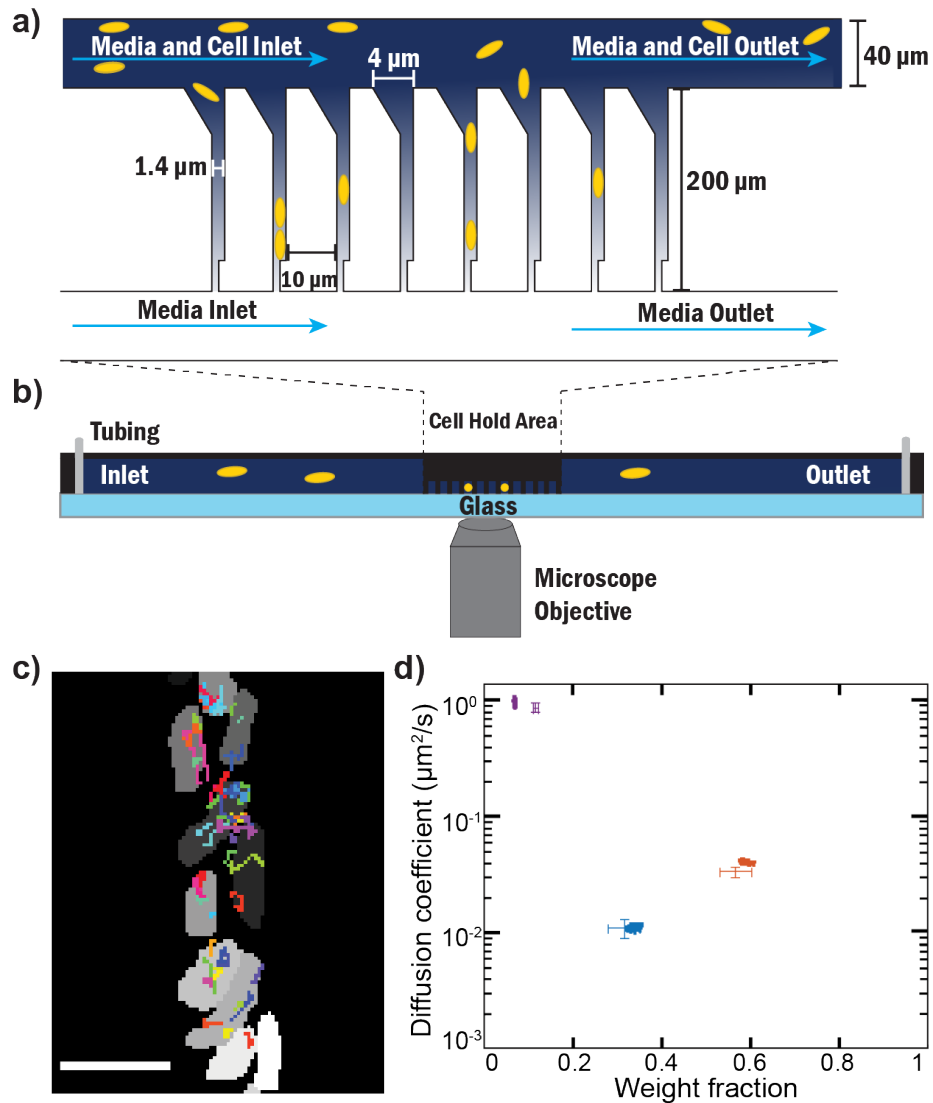 a)
Media and Cell Inlet
Media and Cell Outlet
4 µm
40 µm
1.4 µm
200 µm
10 µm
Media Inlet
Media Outlet
b)
Cell Hold Area
Tubing
Inlet
Outlet
Glass
Microscope
Objective
c)
d)
10⁰
10⁻¹
10⁻²
10⁻³
Diffusion coefficient (µm²/s)
0 0.2 0.4 0.6 0.8 1
Weight fraction